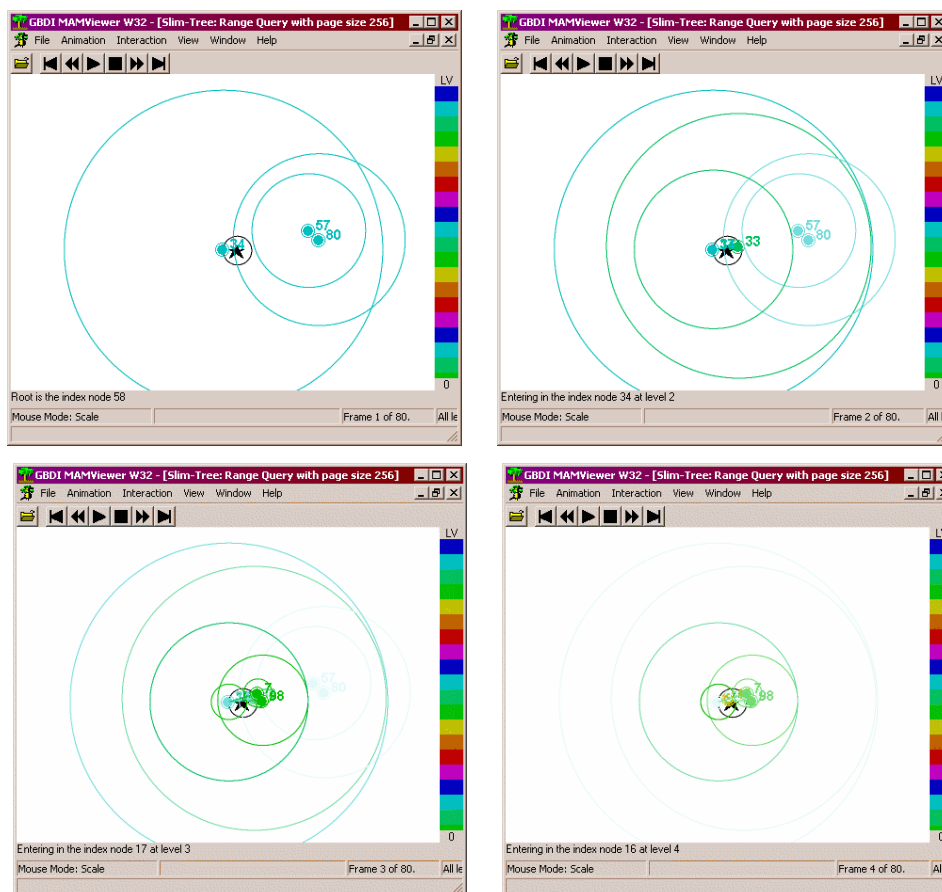 GBDI MAMViewer W32 - [Slim-Tree: Range Query with page size 256]
File Animation Interaction View Window Help
LV
57
80
34
0
Root is the index node 58
Mouse Mode: Scale Frame 1 of 80. All le
GBDI MAMViewer W32 - [Slim-Tree: Range Query with page size 256]
File Animation Interaction View Window Help
LV
57
80
33
0
Entering in the index node 34 at level 2
Mouse Mode: Scale Frame 2 of 80. All l
GBDI MAMViewer W32 - [Slim-Tree: Range Query with page size 256]
File Animation Interaction View Window Help
LV
57
80
7
98
0
Entering in the index node 17 at level 3
Mouse Mode: Scale Frame 3 of 80. All le
GBDI MAMViewer W32 - [Slim-Tree: Range Query with page size 256]
File Animation Interaction View Window Help
LV
7
98
0
Entering in the index node 16 at level 4
Mouse Mode: Scale Frame 4 of 80. Al